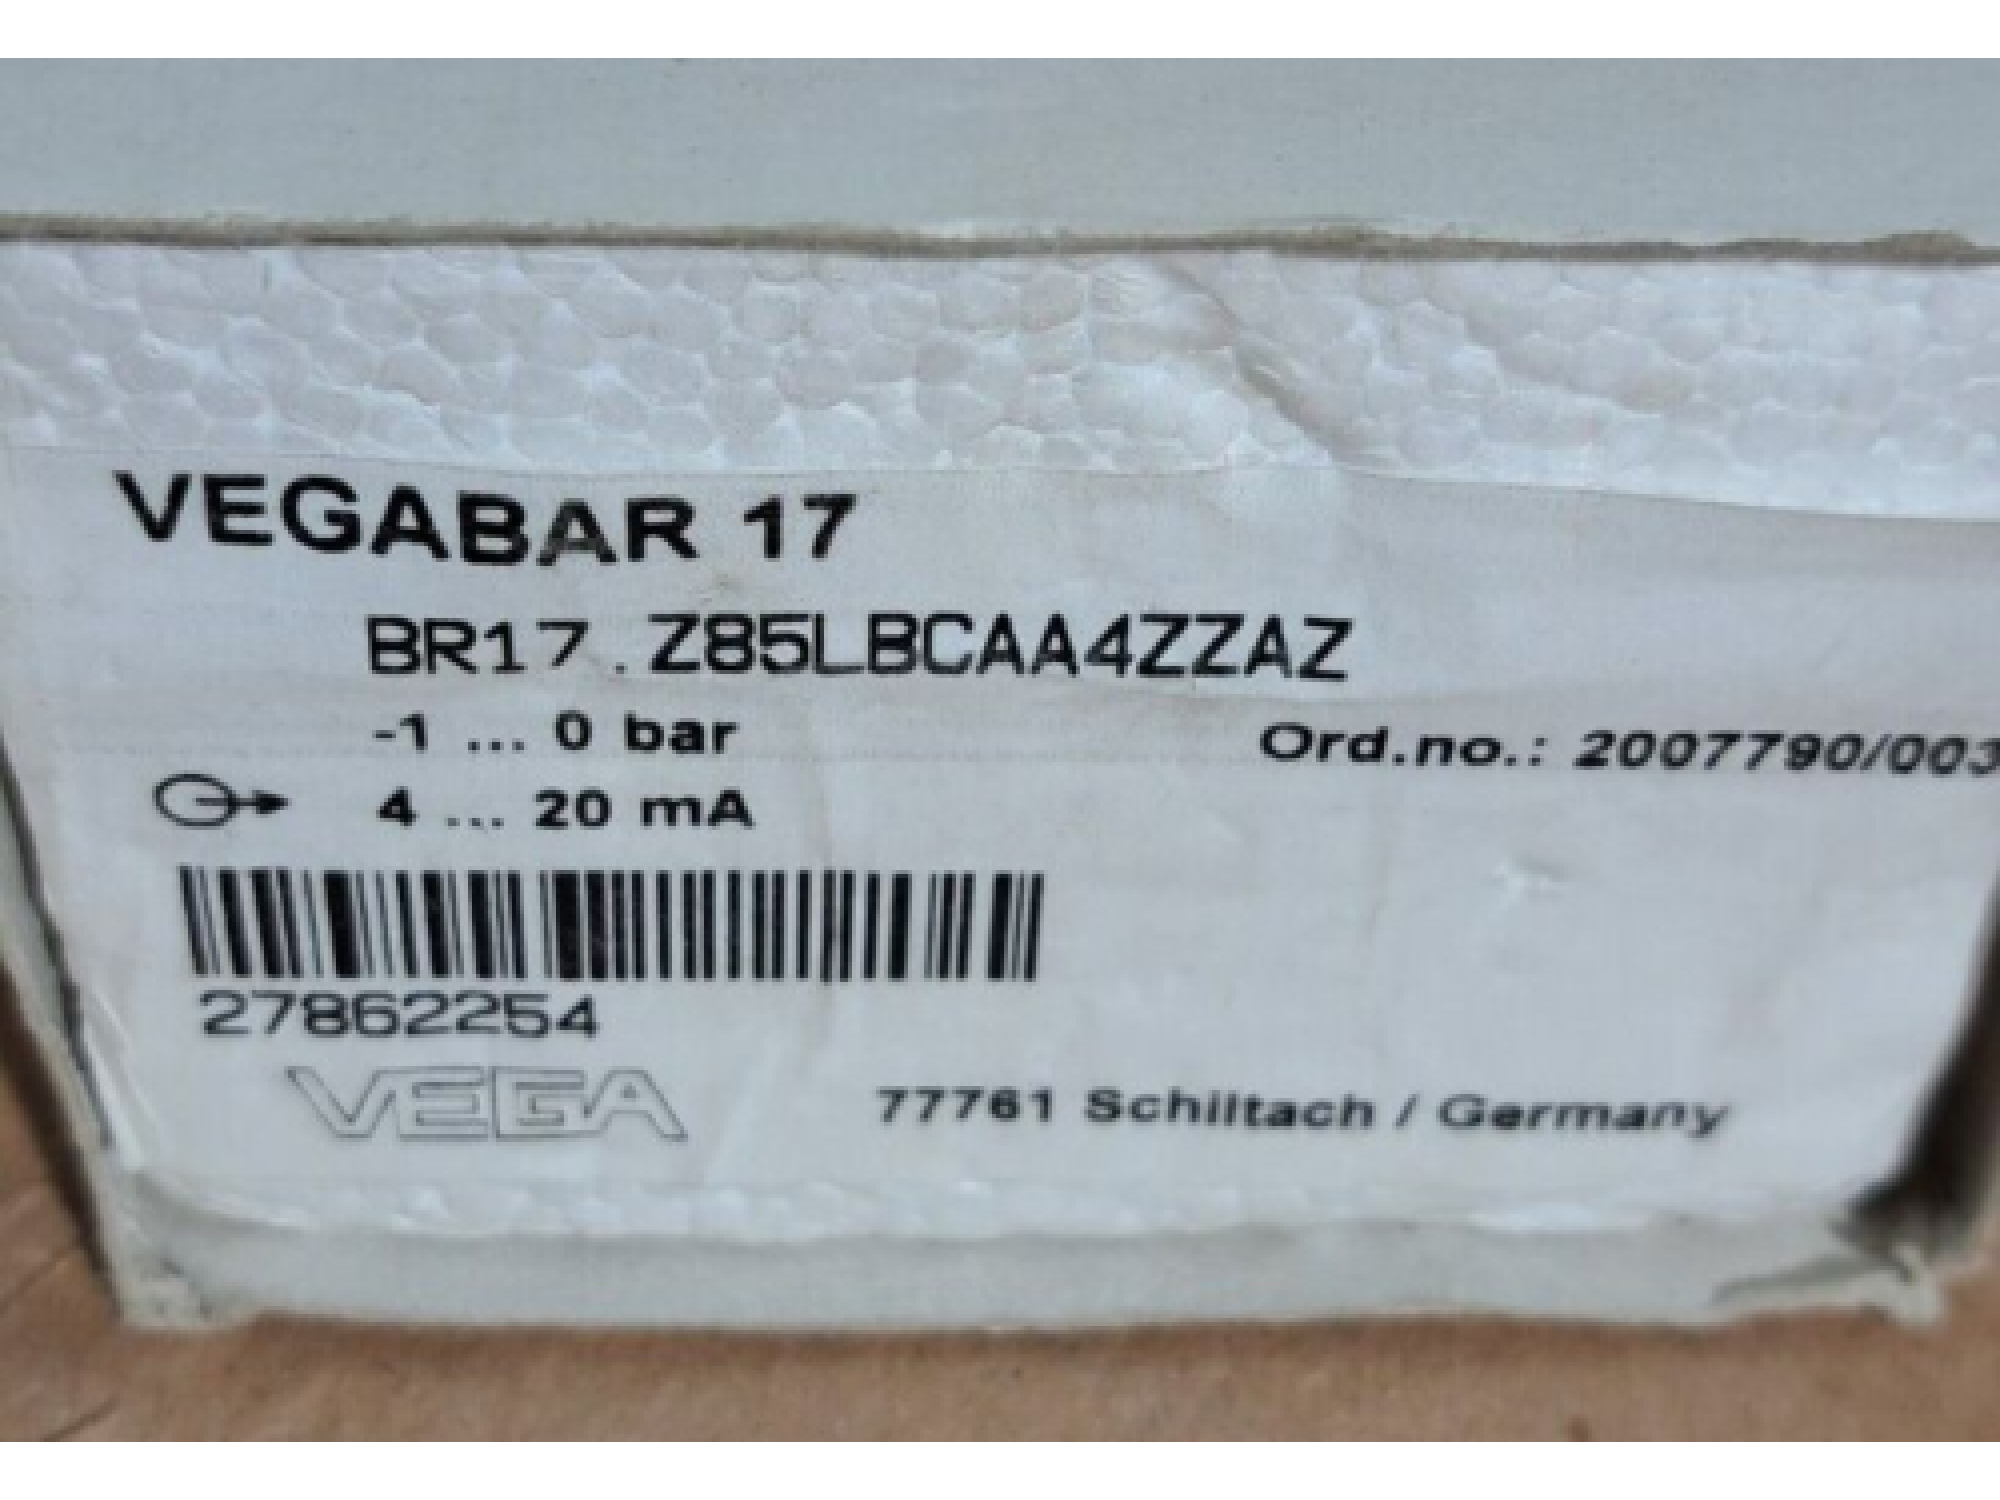 VEGABAR 17
BR17.Z85LBCAA4ZZAZ
-1 ... 0 bar
Ord.no.: 2007790/003
4 ... 20 mA
27862254
VEGA
77761 Schiltach / Germany